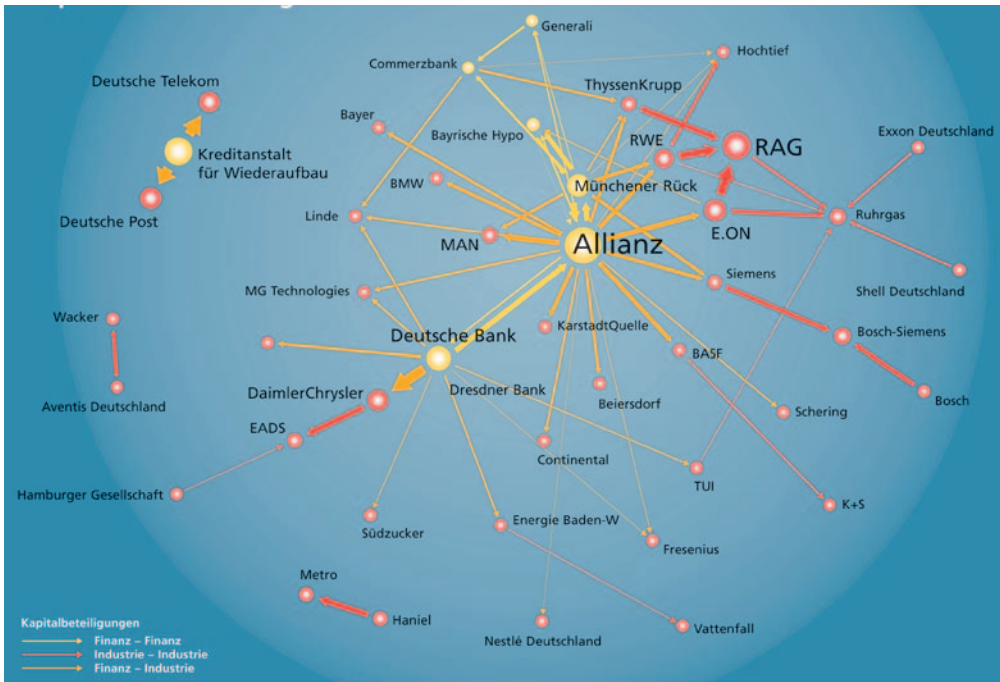 Generali
Commerzbank
Hochtief
Deutsche Telekom
ThyssenKrupp
Bayer
Bayrische Hypo
RWE
RAG
Exxon Deutschland
Kreditanstalt
für Wiederaufbau
BMW
Münchener Rück
Deutsche Post
Linde
MAN
Allianz
E.ON
Ruhrgas
Siemens
Shell Deutschland
MG Technologies
Wacker
KarstadtQuelle
Bosch-Siemens
Deutsche Bank
BASF
DaimlerChrysler
Dresdner Bank
Beiersdorf
Bosch
Aventis Deutschland
Schering
EADS
Continental
TUI
Hamburger Gesellschaft
K+S
Südzucker
Energie Baden-W
Fresenius
Metro
Haniel
Nestlé Deutschland
Vattenfall
Kapitalbeteiligungen
Finanz – Finanz
Industrie – Industrie
Finanz – Industrie